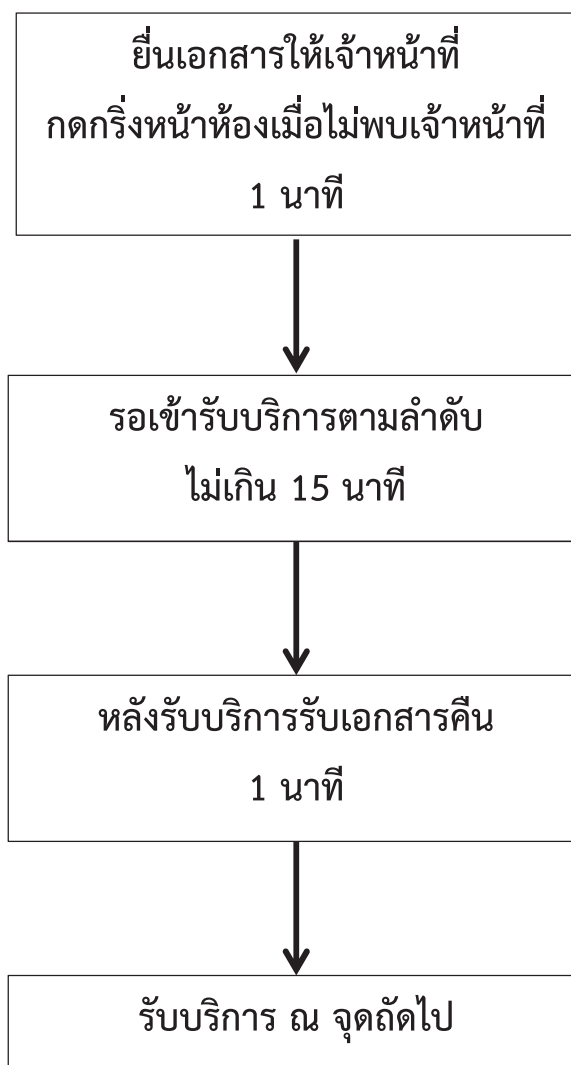 ยื่นเอกสารให้เจ้าหน้าที่
กดกริ่งหน้าห้องเมื่อไม่พบเจ้าหน้าที่
1 นาที
รอเข้ารับบริการตามลำดับ
ไม่เกิน 15 นาที
หลังรับบริการรับเอกสารคืน
1 นาที
รับบริการ ณ จุดถัดไป